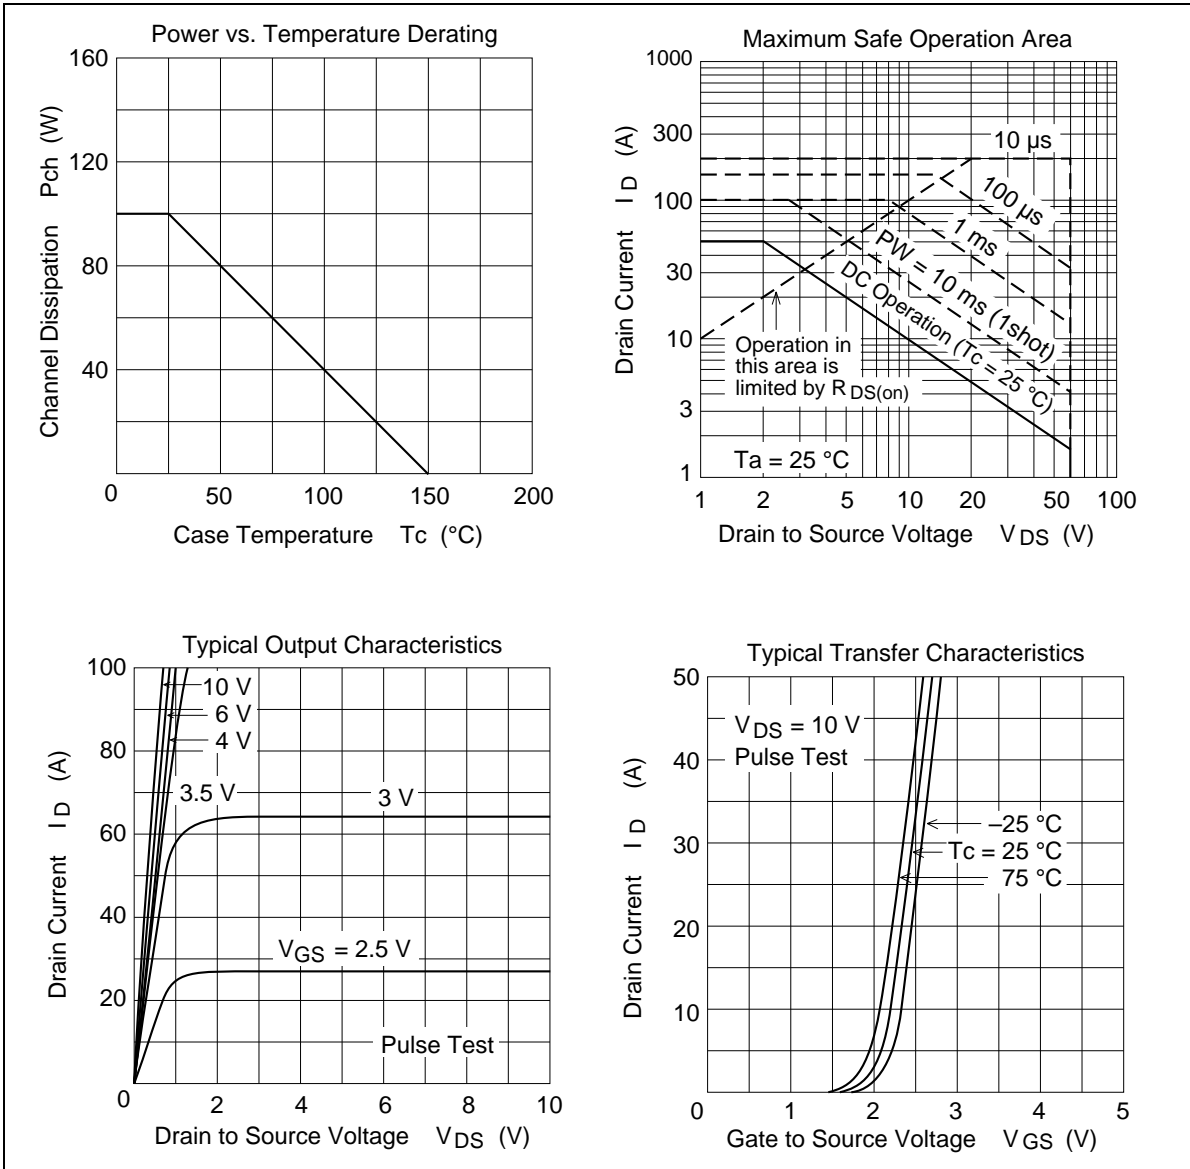 Power vs. Temperature Derating
160
120
80
40
0
50
100
150
200
Channel Dissipation Pch (W)
Case Temperature Tc (°C)
Maximum Safe Operation Area
1000
300
100
30
10
3
1
1
2
5
10
20
50
100
Drain Current I D (A)
10 µs
100 µs
1 ms
PW = 10 ms (1shot)
DC Operation (Tc = 25 °C)
Operation in
this area is
limited by R DS(on)
Ta = 25 °C
Drain to Source Voltage V DS (V)
Typical Output Characteristics
100
80
60
40
20
0
2
4
6
8
10
Drain Current I D (A)
10 V
6 V
4 V
3.5 V
3 V
V GS = 2.5 V
Pulse Test
Drain to Source Voltage V DS (V)
Typical Transfer Characteristics
50
40
30
20
10
0
1
2
3
4
5
Drain Current I D (A)
V DS = 10 V
Pulse Test
–25 °C
Tc = 25 °C
75 °C
Gate to Source Voltage V GS (V)